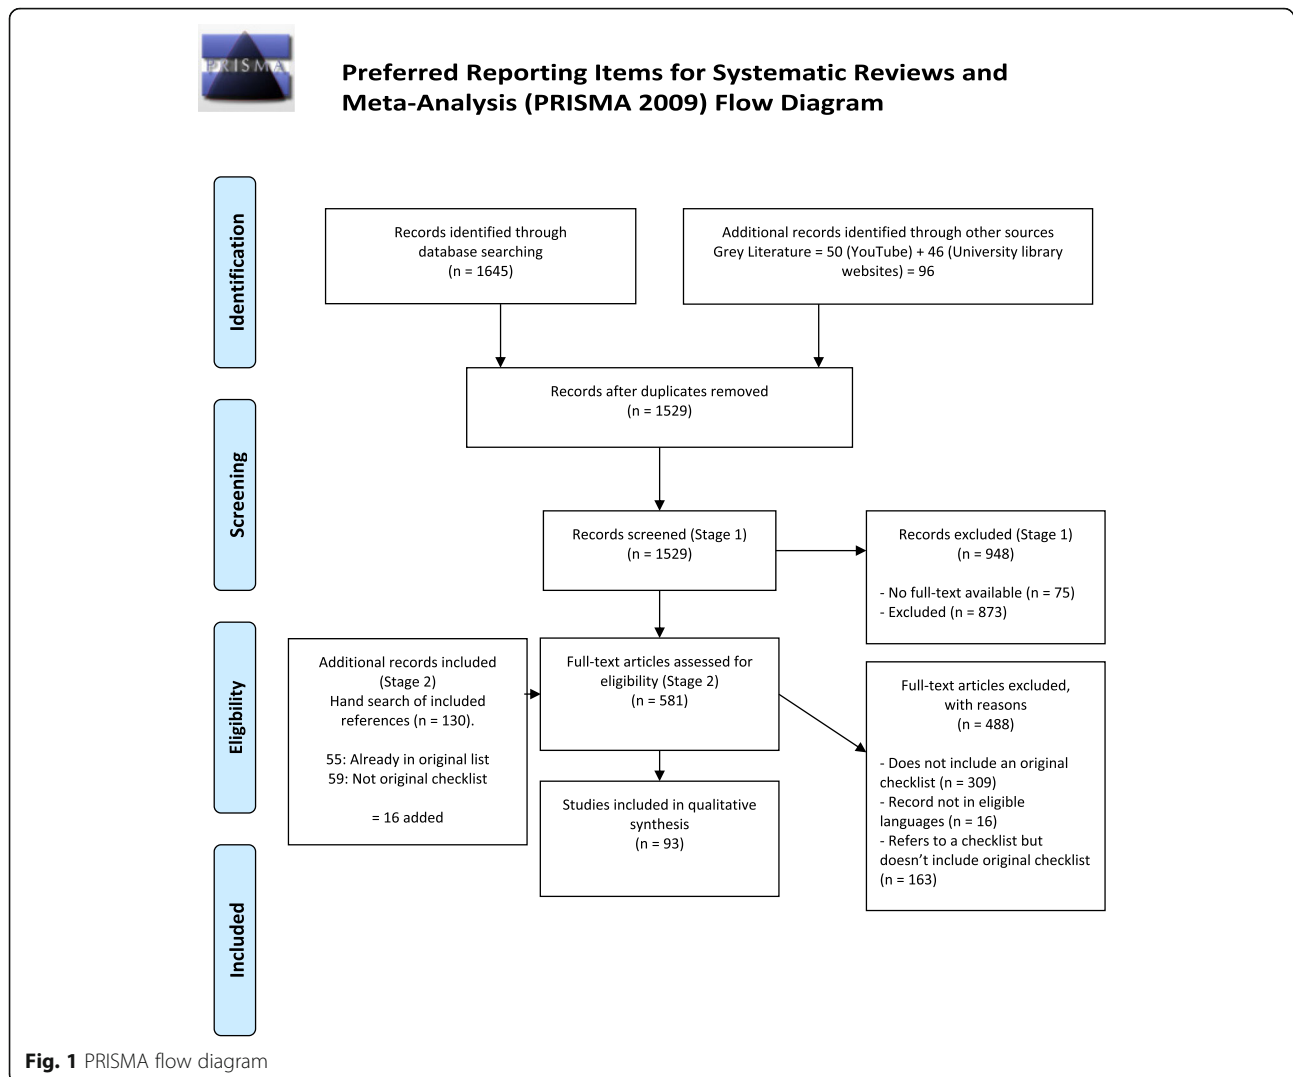 PRISMA
Preferred Reporting Items for Systematic Reviews and
Meta-Analysis (PRISMA 2009) Flow Diagram
Identification
Records identified through
database searching
(n = 1645)
Additional records identified through other sources
Grey Literature = 50 (YouTube) + 46 (University library
websites) = 96
Records after duplicates removed
(n = 1529)
Screening
Records screened (Stage 1)
(n = 1529)
Records excluded (Stage 1)
(n = 948)
- No full-text available (n = 75)
- Excluded (n = 873)
Eligibility
Additional records included
(Stage 2)
Hand search of included
references (n = 130).
55: Already in original list
59: Not original checklist
= 16 added
Full-text articles assessed for
eligibility (Stage 2)
(n = 581)
Full-text articles excluded,
with reasons
(n = 488)
- Does not include an original
checklist (n = 309)
- Record not in eligible
languages (n = 16)
- Refers to a checklist but
doesn't include original checklist
(n = 163)
Studies included in qualitative
synthesis
(n = 93)
Included
Fig. 1 PRISMA flow diagram